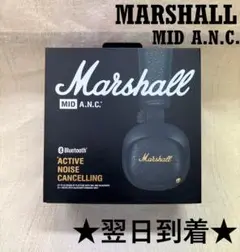 MARSHALL
MID A.N.C.
Marshall
MID A.N.C.
Bluetooth®
ACTIVE
NOISE
CANCELLING
Marshall
★翌日到着★